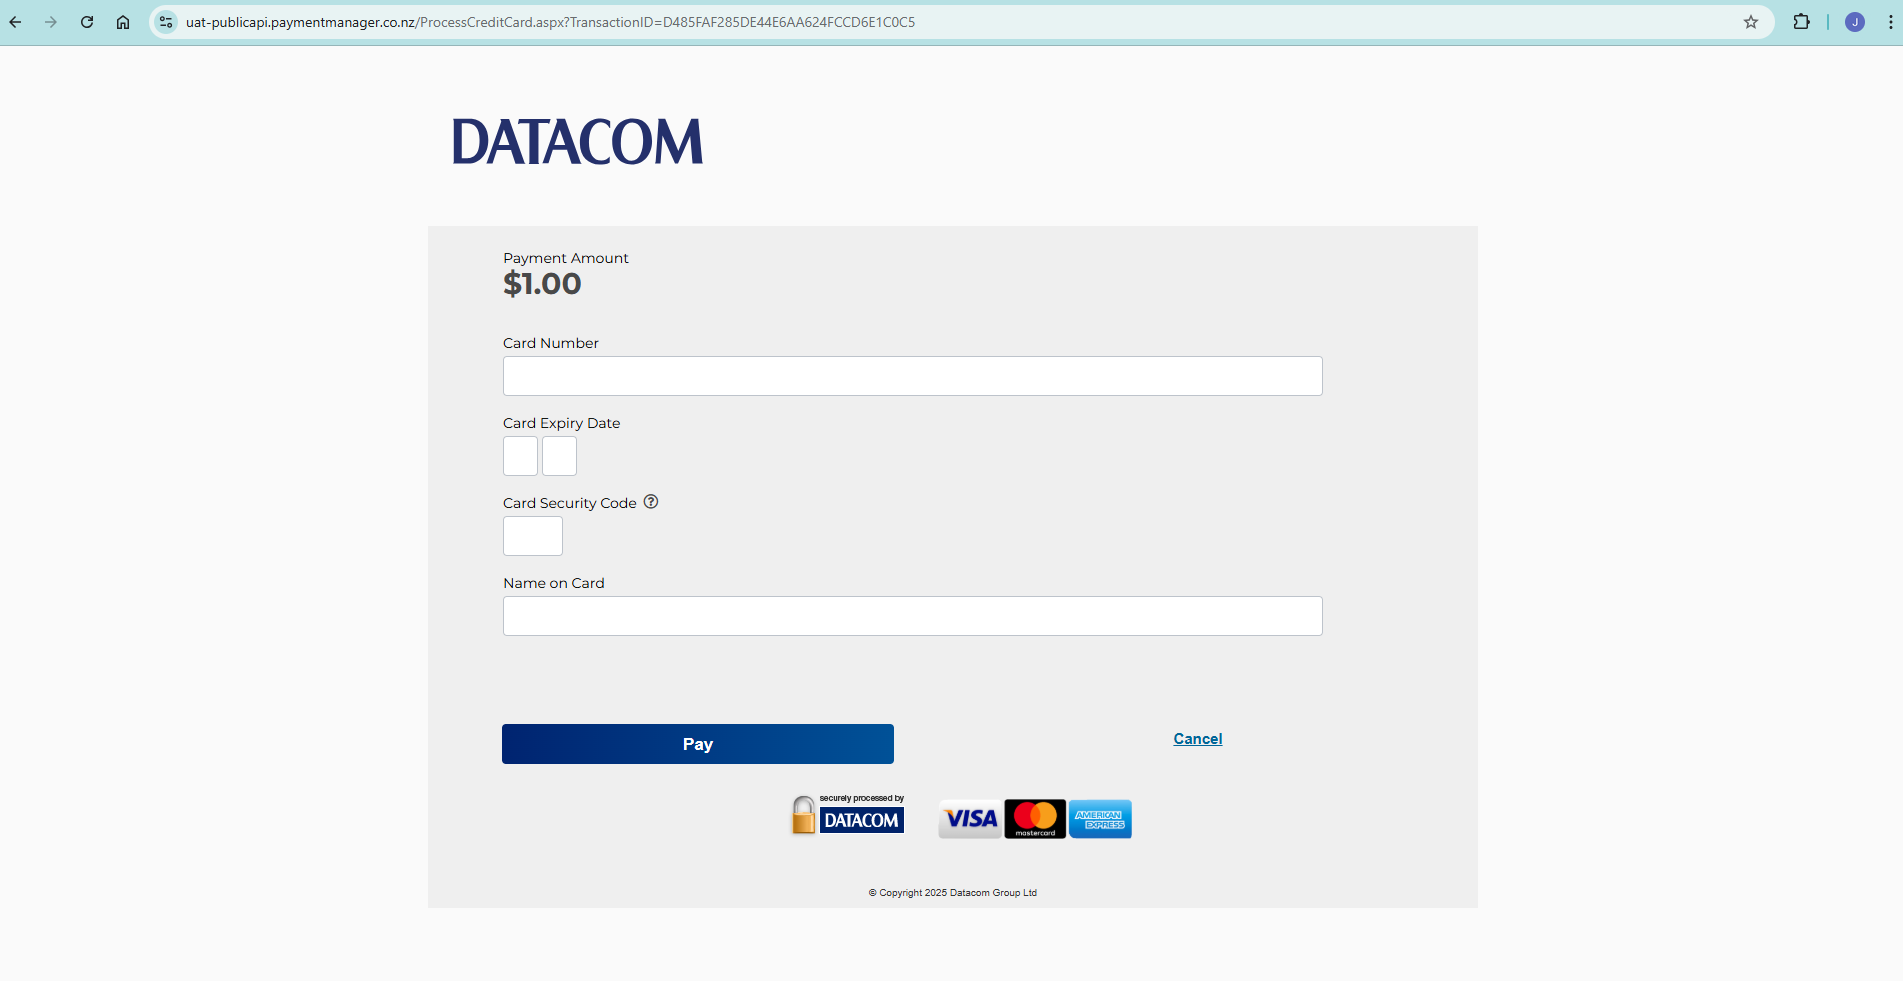 uat-publicapi.paymentmanager.co.nz/ProcessCreditCard.aspx?TransactionID=D485FAF285DE44E6AA624FCCD6E1C0C5
J
DATACOM
Payment Amount
$1.00
Card Number
Card Expiry Date
Card Security Code ?
Name on Card
Pay
Cancel
securely processed by
DATACOM
VISA
mastercard
AMERICAN
EXPRESS
© Copyright 2025 Datacom Group Ltd